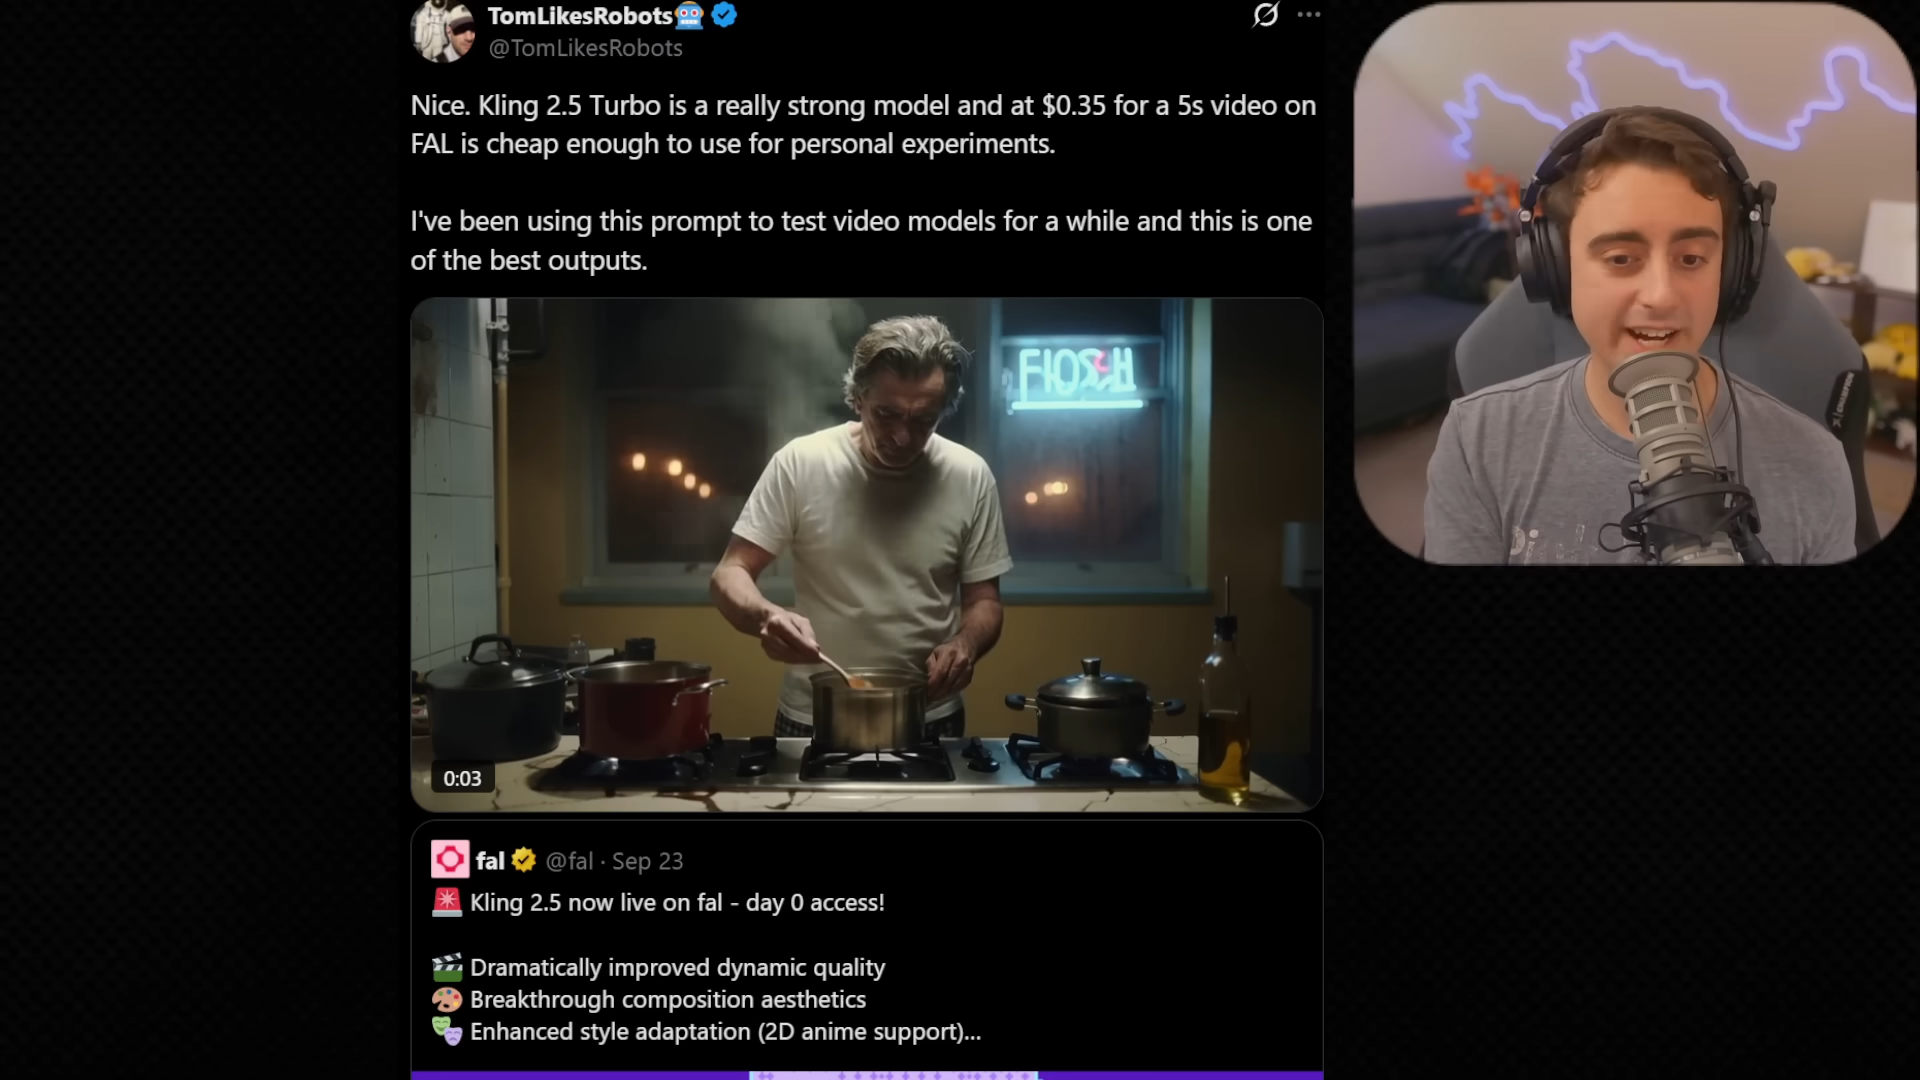 TomLikesRobots
@TomLikesRobots
Nice. Kling 2.5 Turbo is a really strong model and at $0.35 for a 5s video on
FAL is cheap enough to use for personal experiments.
I've been using this prompt to test video models for a while and this is one
of the best outputs.
0:03
fal @fal · Sep 23
Kling 2.5 now live on fal - day 0 access!
Dramatically improved dynamic quality
Breakthrough composition aesthetics
Enhanced style adaptation (2D anime support)...